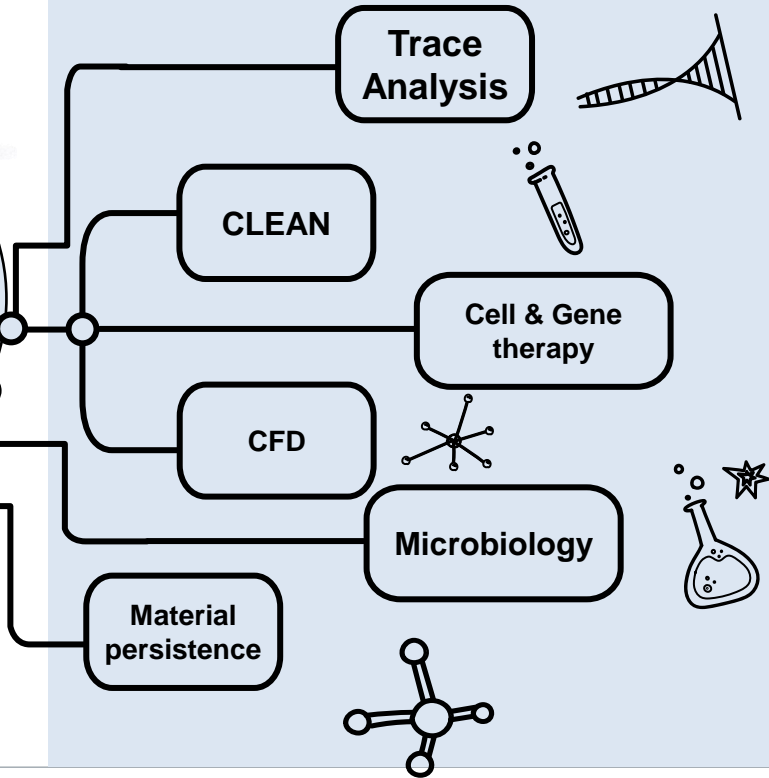 Trace
Analysis
CLEAN
Cell & Gene
therapy
CFD
Microbiology
Material
persistence